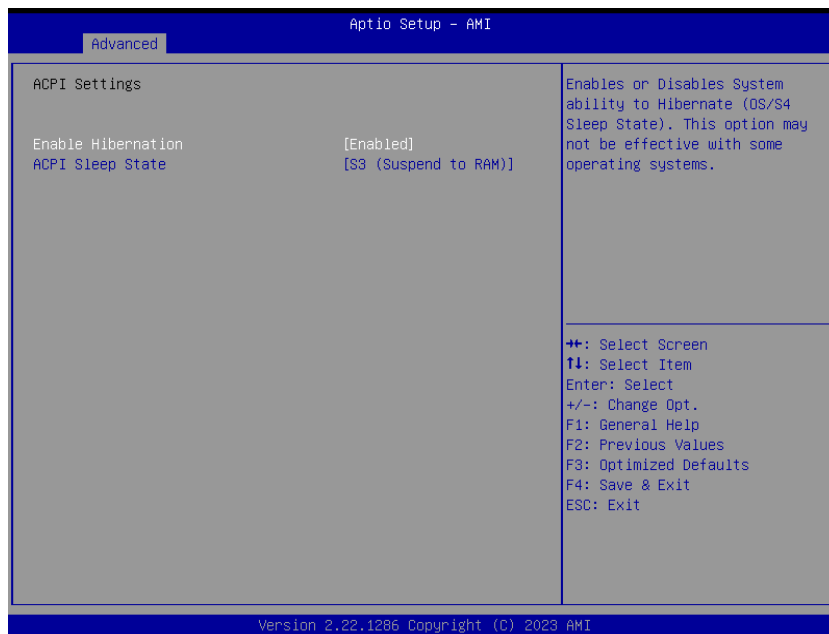 Aptio Setup – AMI
Advanced
ACPI Settings
Enable Hibernation [Enabled]
ACPI Sleep State [S3 (Suspend to RAM)]
Enables or Disables System
ability to Hibernate (OS/S4
Sleep State). This option may
not be effective with some
operating systems.
→←: Select Screen
↑↓: Select Item
Enter: Select
+/-: Change Opt.
F1: General Help
F2: Previous Values
F3: Optimized Defaults
F4: Save & Exit
ESC: Exit
Version 2.22.1286 Copyright (C) 2023 AMI